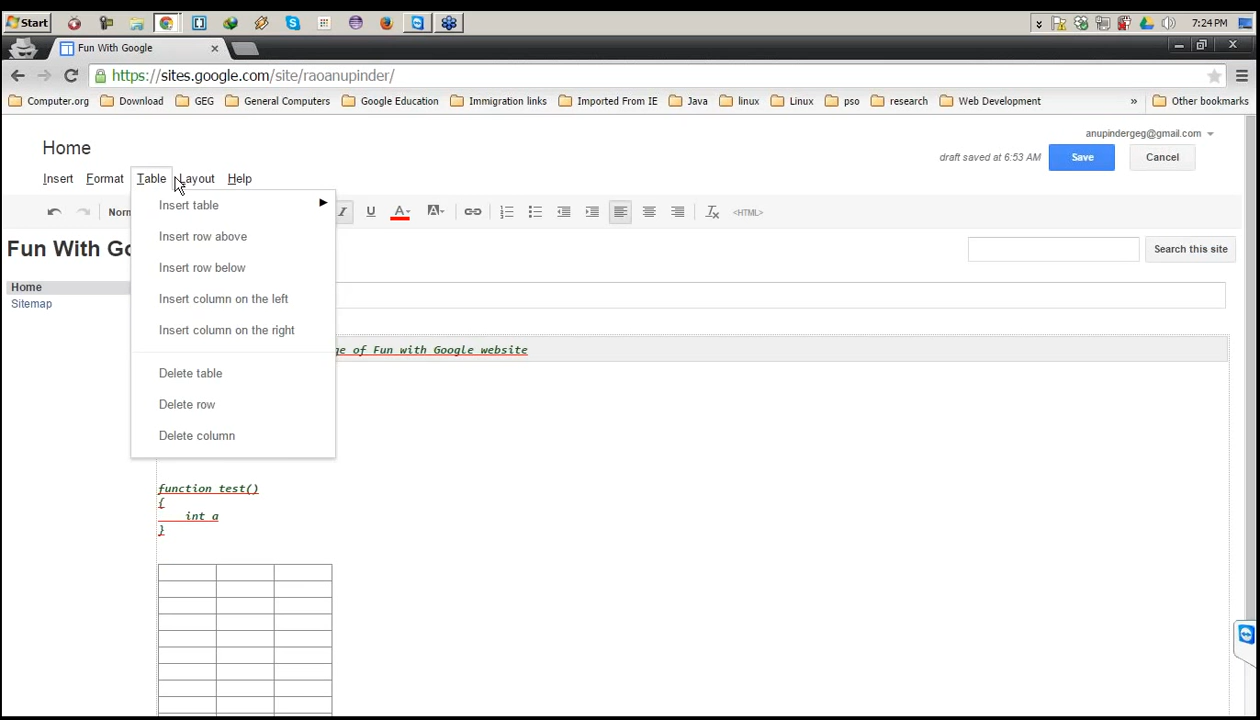 Start
7:24 PM
Fun With Google
https://sites.google.com/site/raoanupinder/
Computer.org Download GEG General Computers Google Education Immigration links Imported From IE Java linux Linux pso research Web Development » Other bookmarks
anupindergeg@gmail.com
Home
draft saved at 6:53 AM Save Cancel
Insert Format Table Layout Help
Norm
<HTML>
Insert table
Insert row above
Insert row below
Insert column on the left
Insert column on the right
Delete table
Delete row
Delete column
Fun With Go
Search this site
Home
Sitemap
ge of Fun with Google website
function test()
{
int a
}